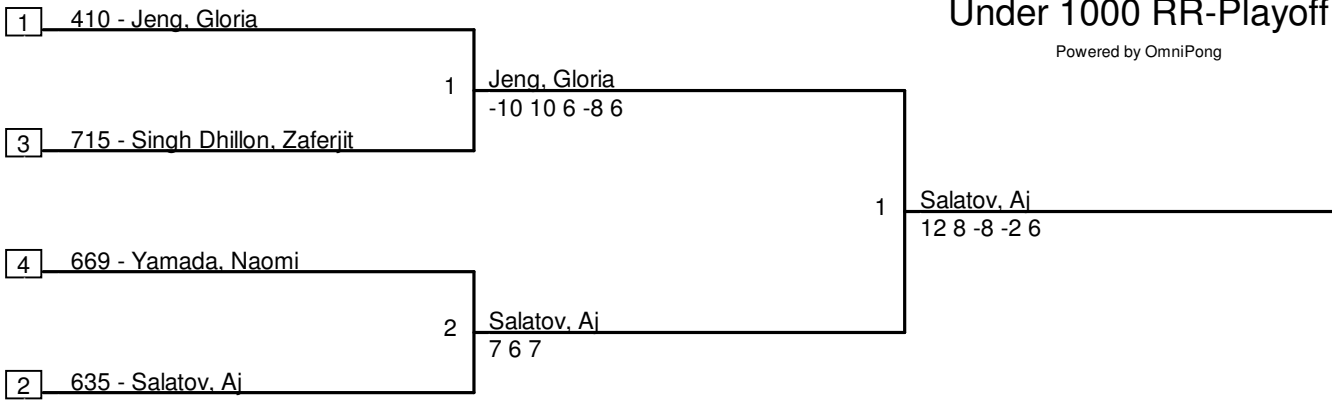 Under 1000 RR-Playoff
Powered by OmniPong
1 410 - Jeng, Gloria
1 Jeng, Gloria
-10 10 6 -8 6
3 715 - Singh Dhillon, Zaferjit
1 Salatov, Aj
12 8 -8 -2 6
4 669 - Yamada, Naomi
2 Salatov, Aj
7 6 7
2 635 - Salatov, Aj